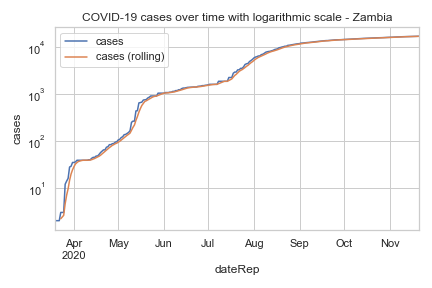 COVID-19 cases over time with logarithmic scale - Zambia
cases
cases (rolling)
10⁴
10³
10²
10¹
cases
Apr
2020
May
Jun
Jul
Aug
Sep
Oct
Nov
dateRep